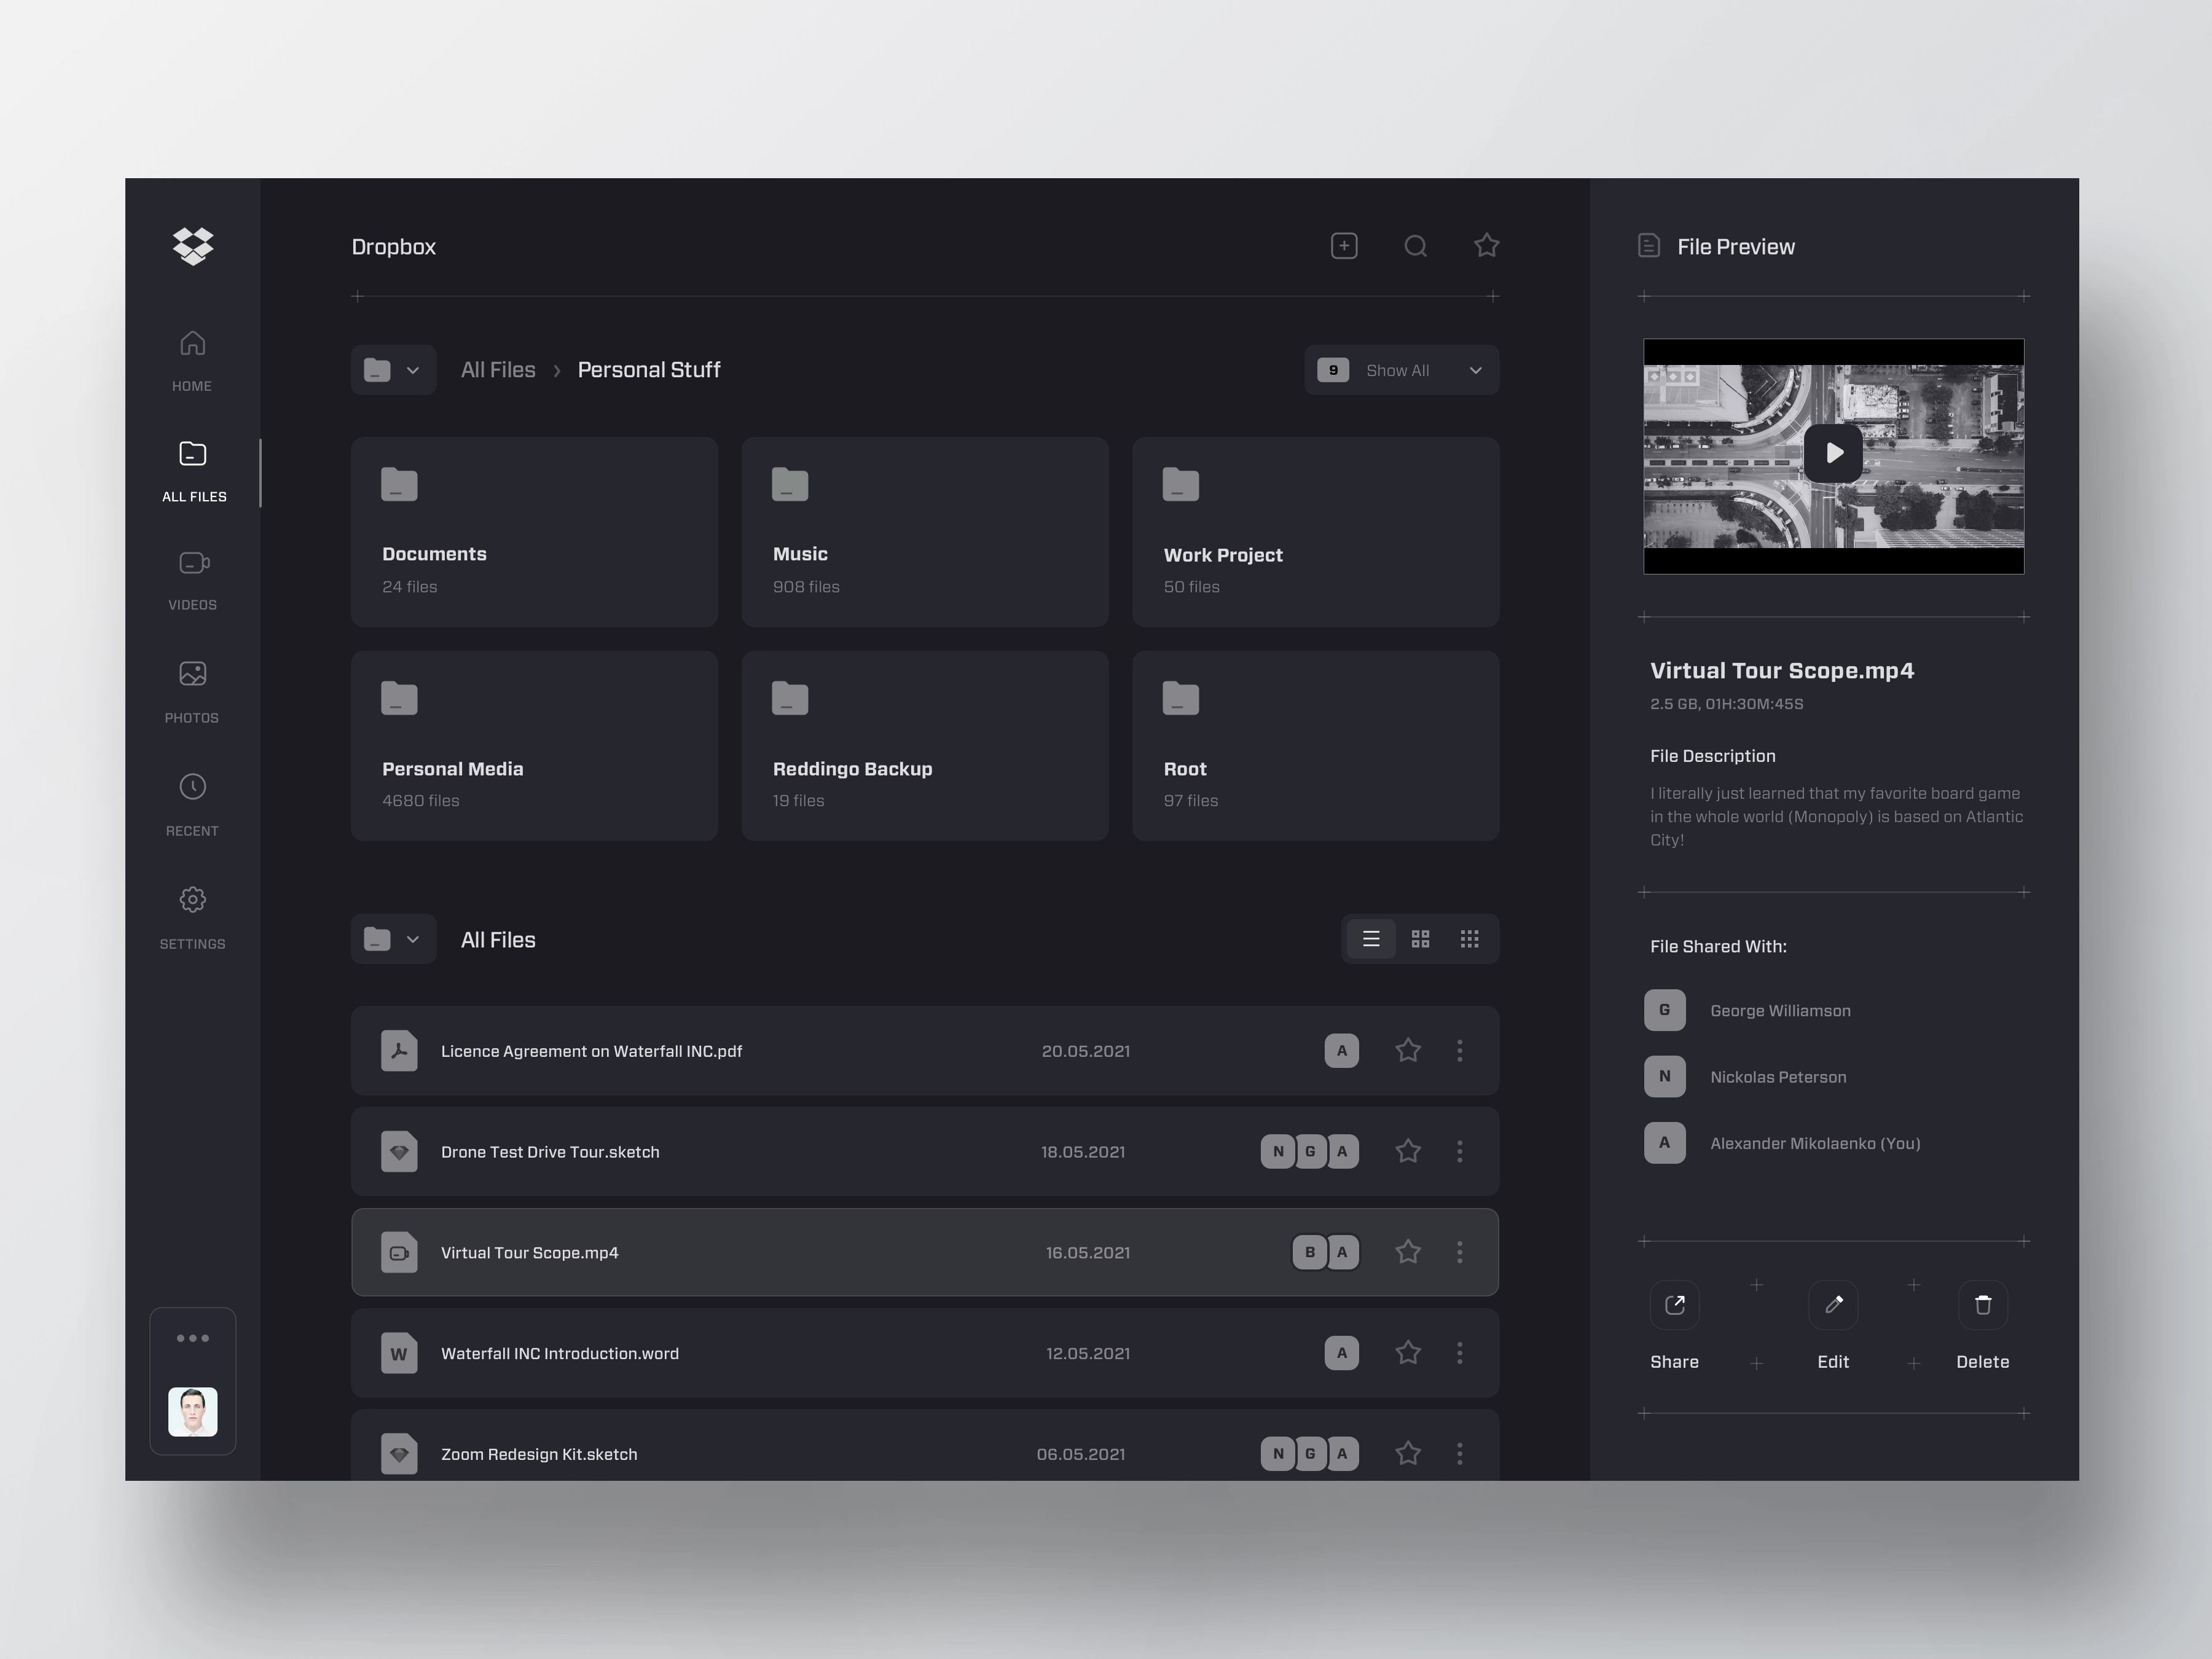 Dropbox
HOME
ALL FILES
VIDEOS
PHOTOS
RECENT
SETTINGS
All Files › Personal Stuff
9 Show All
Documents
24 files
Music
908 files
Work Project
50 files
Personal Media
4680 files
Reddingo Backup
19 files
Root
97 files
All Files
Licence Agreement on Waterfall INC.pdf 20.05.2021 A
Drone Test Drive Tour.sketch 18.05.2021 N G A
Virtual Tour Scope.mp4 16.05.2021 B A
W Waterfall INC Introduction.word 12.05.2021 A
Zoom Redesign Kit.sketch 06.05.2021 N G A
File Preview
Virtual Tour Scope.mp4
2.5 GB, 01H:30M:45S
File Description
I literally just learned that my favorite board game
in the whole world (Monopoly) is based on Atlantic
City!
File Shared With:
G George Williamson
N Nickolas Peterson
A Alexander Mikolaenko (You)
Share Edit Delete